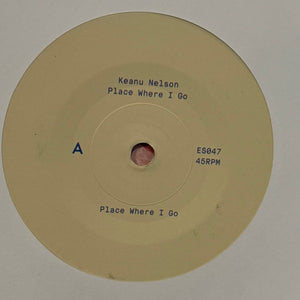 Keanu Nelson
Place Where I Go
A
ES047
45RPM
Place Where I Go